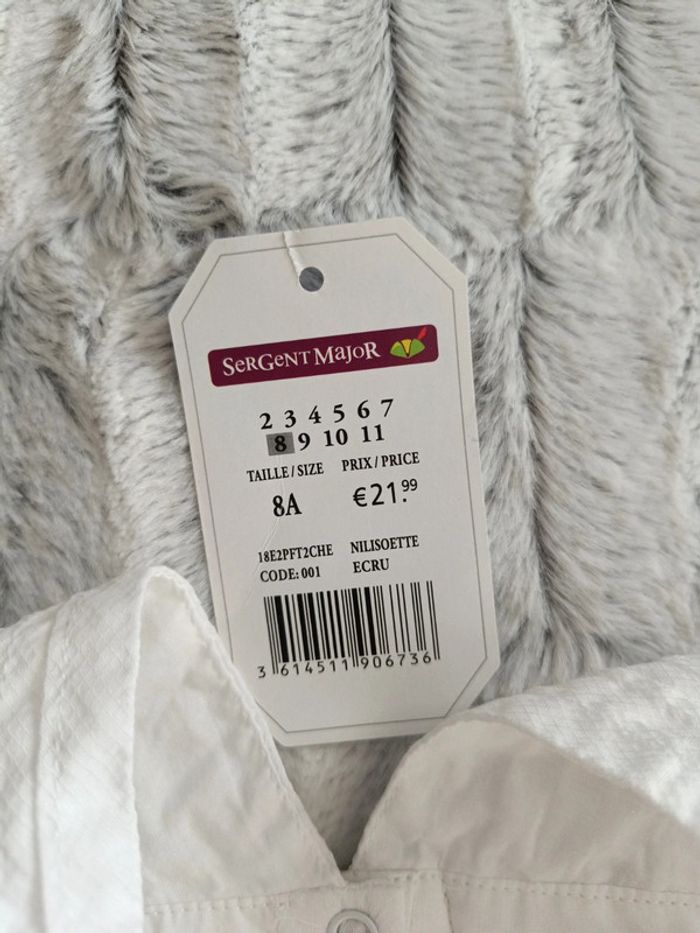 SeRGeNT MaJoR
2 3 4 5 6 7
8 9 10 11
TAILLE / SIZE PRIX / PRICE
8A €21.99
18E2PFT2CHE NILISOETTE
CODE: 001 ECRU
3 614511 906736